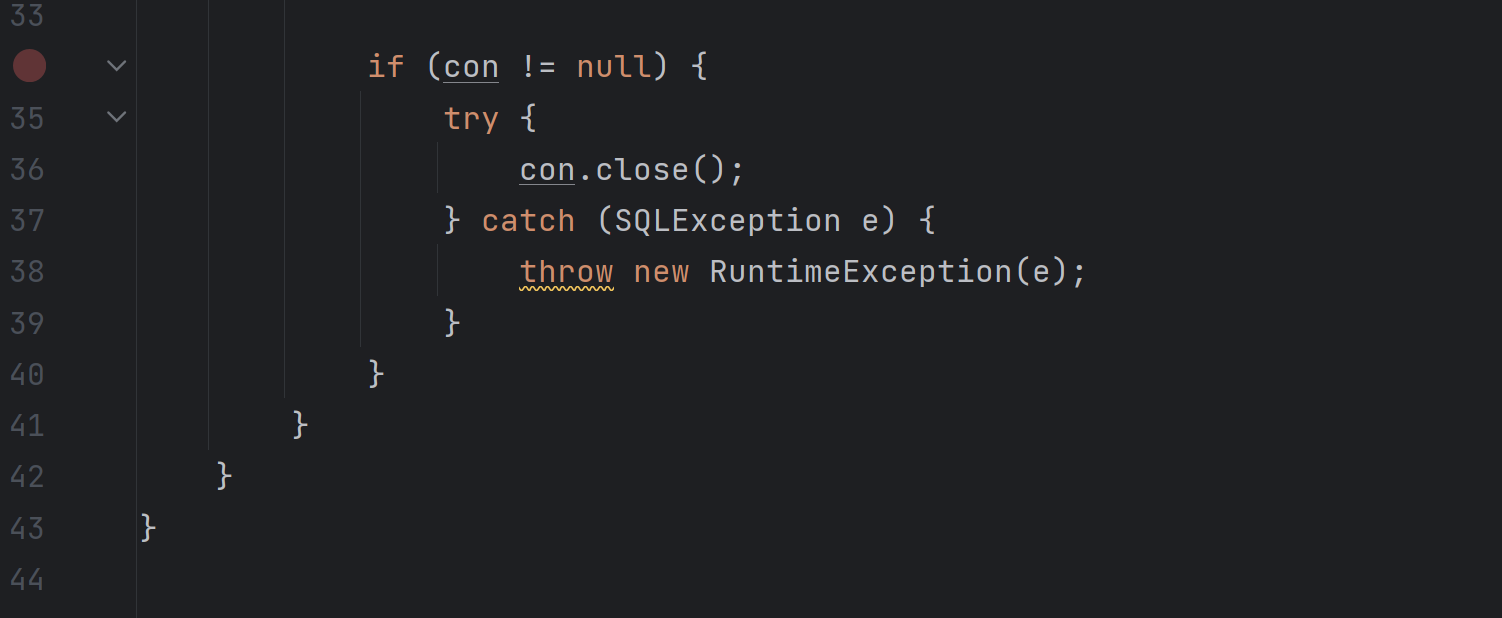 33
if (con != null) {
35 try {
36 con.close();
37 } catch (SQLException e) {
38 throw new RuntimeException(e);
39 }
40 }
41 }
42 }
43 }
44